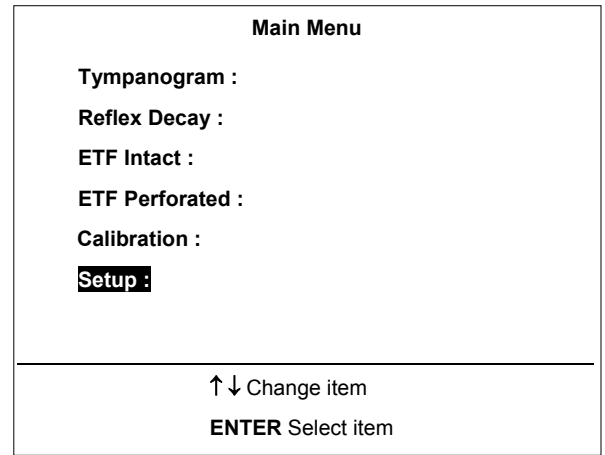 Main Menu
Tympanogram :
Reflex Decay :
ETF Intact :
ETF Perforated :
Calibration :
Setup :
↑↓ Change item
ENTER Select item